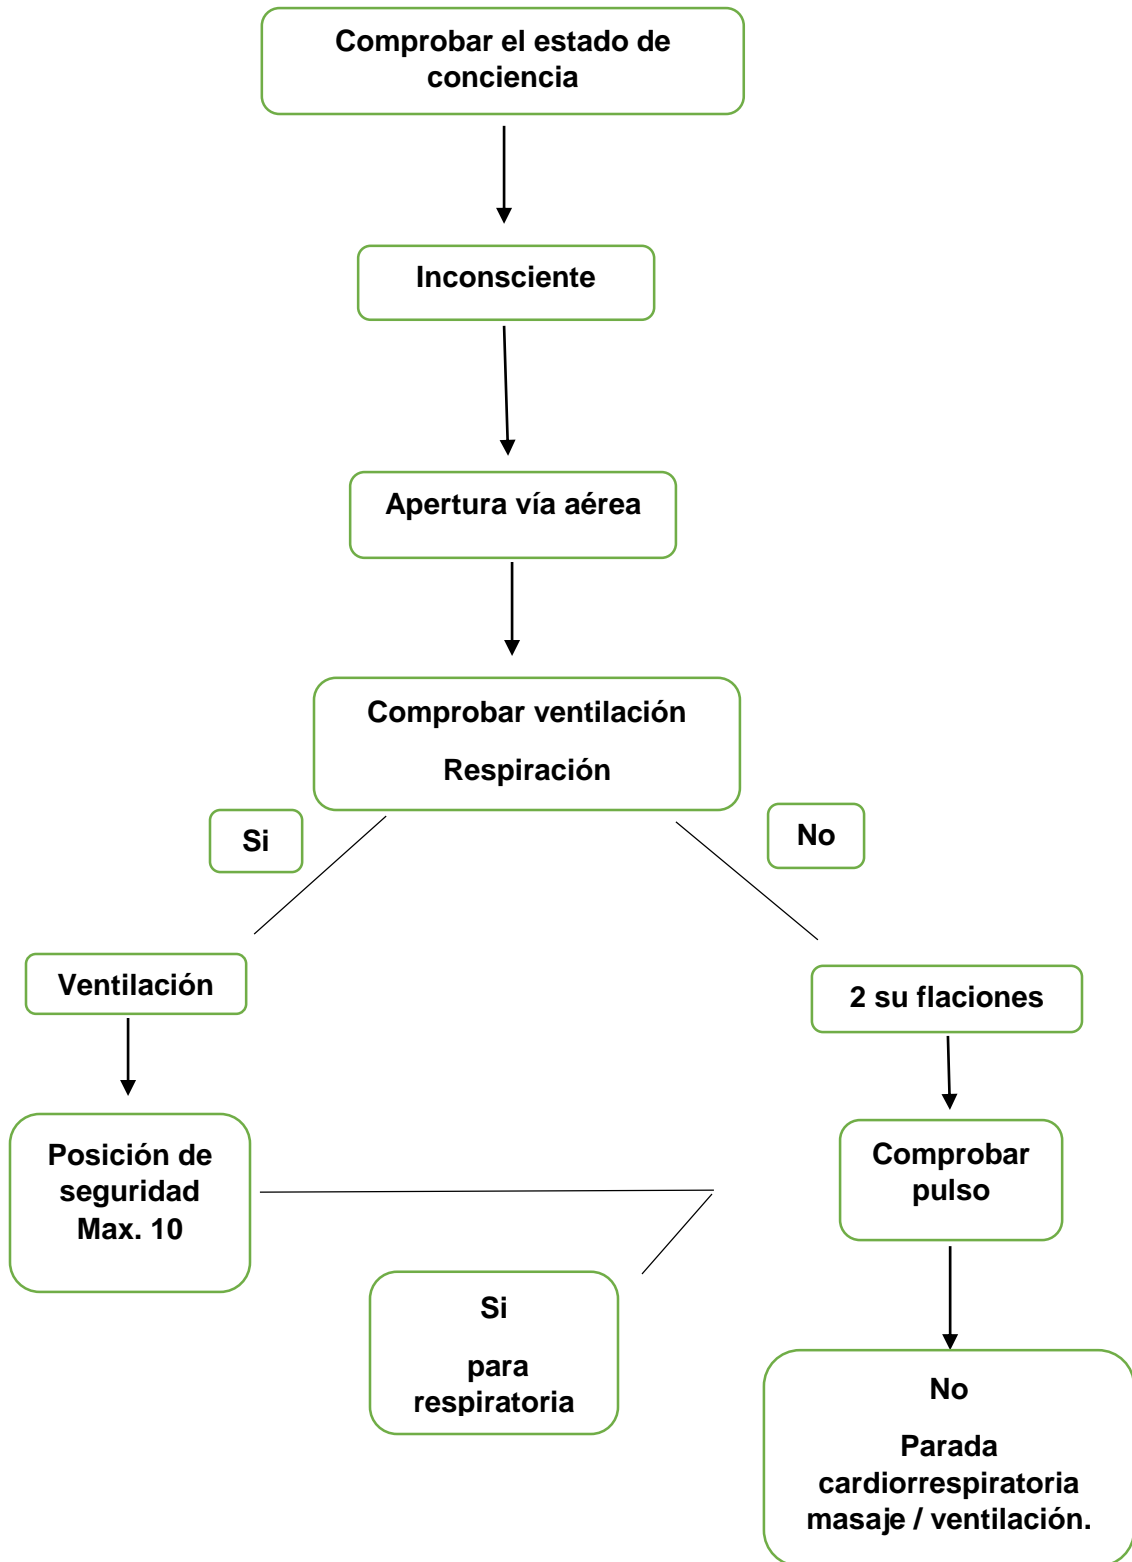 Comprobar el estado de
conciencia
Inconsciente
Apertura vía aérea
Comprobar ventilación
Respiración
Si
No
Ventilación
2 su flaciones
Posición de
seguridad
Max. 10
Comprobar
pulso
Si
para
respiratoria
No
Parada
cardiorrespiratoria
masaje / ventilación.